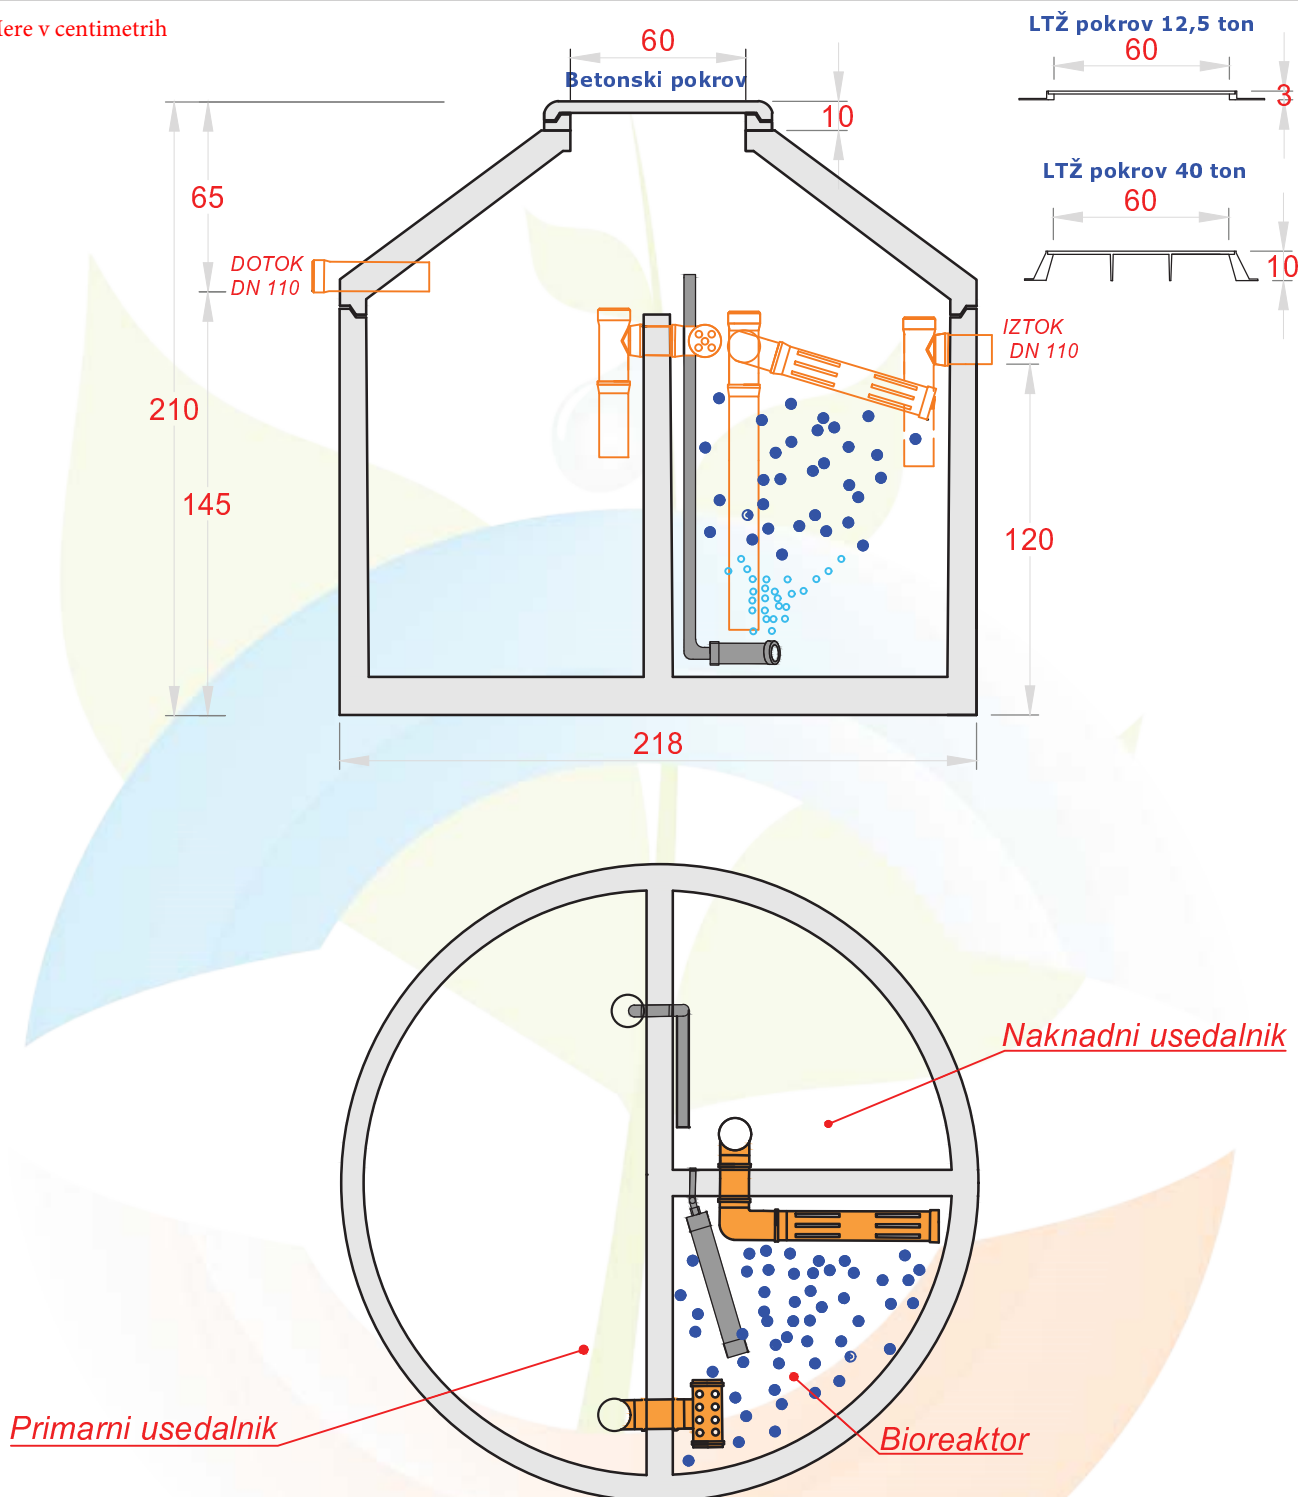 Mere v centimetrih
LTŽ pokrov 12,5 ton
60
3
60
Betonski pokrov
10
LTŽ pokrov 40 ton
60
10
65
DOTOK
DN 110
IZTOK
DN 110
210
145
120
218
Naknadni usedalnik
Primarni usedalnik
Bioreaktor